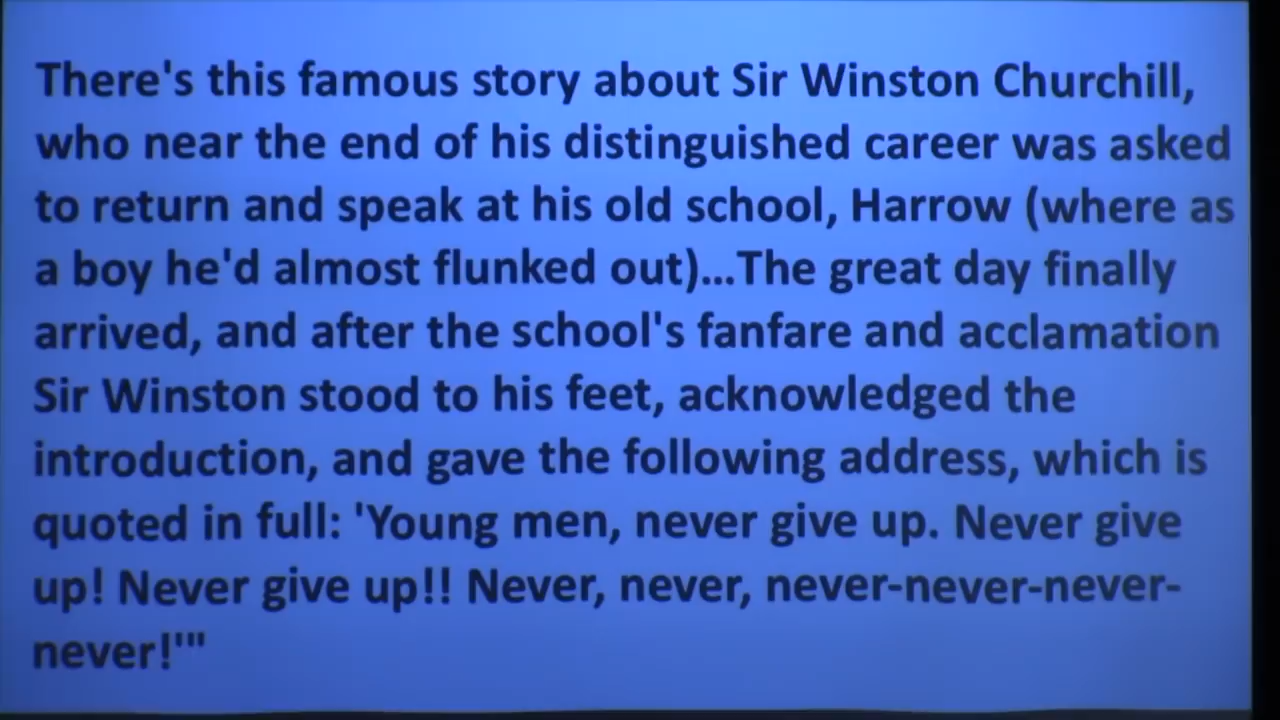 There's this famous story about Sir Winston Churchill,
who near the end of his distinguished career was asked
to return and speak at his old school, Harrow (where as
a boy he'd almost flunked out)...The great day finally
arrived, and after the school's fanfare and acclamation
Sir Winston stood to his feet, acknowledged the
introduction, and gave the following address, which is
quoted in full: 'Young men, never give up. Never give
up! Never give up!! Never, never, never-never-never-
never!'"